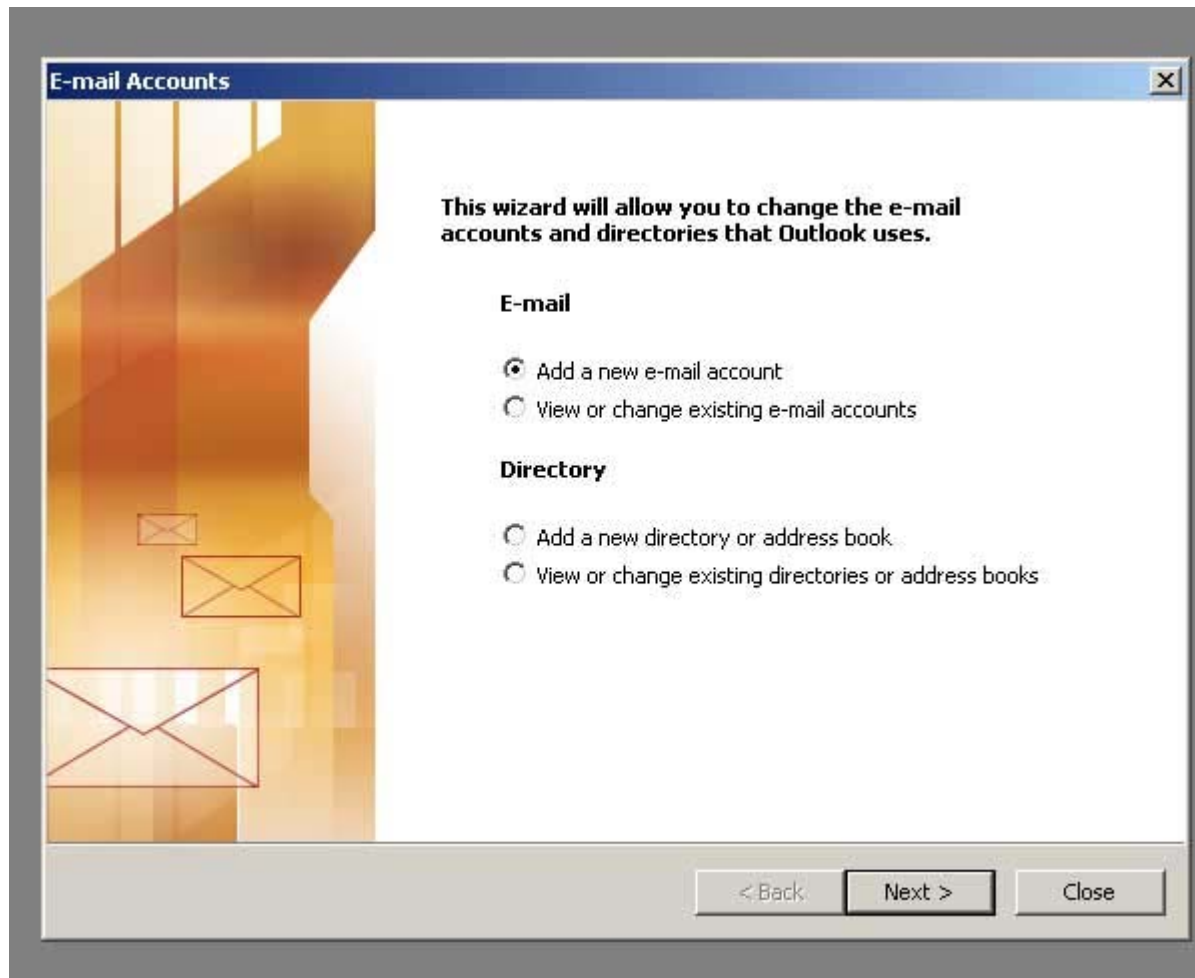 E-mail Accounts
This wizard will allow you to change the e-mail
accounts and directories that Outlook uses.
E-mail
Add a new e-mail account
View or change existing e-mail accounts
Directory
Add a new directory or address book
View or change existing directories or address books
< Back
Next >
Close